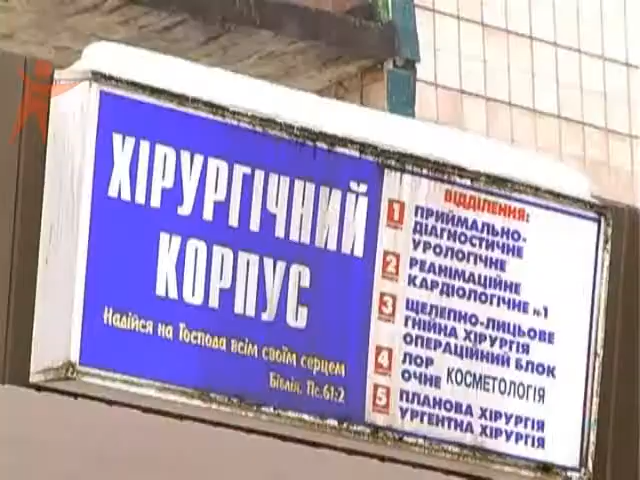 ХІРУРГІЧНИЙ
КОРПУС
Надійся на Господа всім своїм серцем
Біблія. Пс.61:2
ВІДДІЛЕННЯ:
1 ПРИЙМАЛЬНО-
ДІАГНОСТИЧНЕ
УРОЛОГІЧНЕ
2 РЕАНІМАЦІЙНЕ
КАРДІОЛОГІЧНЕ №1
3 ЩЕЛЕПНО-ЛИЦЬОВЕ
ГНІЙНА ХІРУРГІЯ
ОПЕРАЦІЙНИЙ БЛОК
4 ЛОР КОСМЕТОЛОГІЯ
ОЧНЕ
5 ПЛАНОВА ХІРУРГІЯ
УРГЕНТНА ХІРУРГІЯ